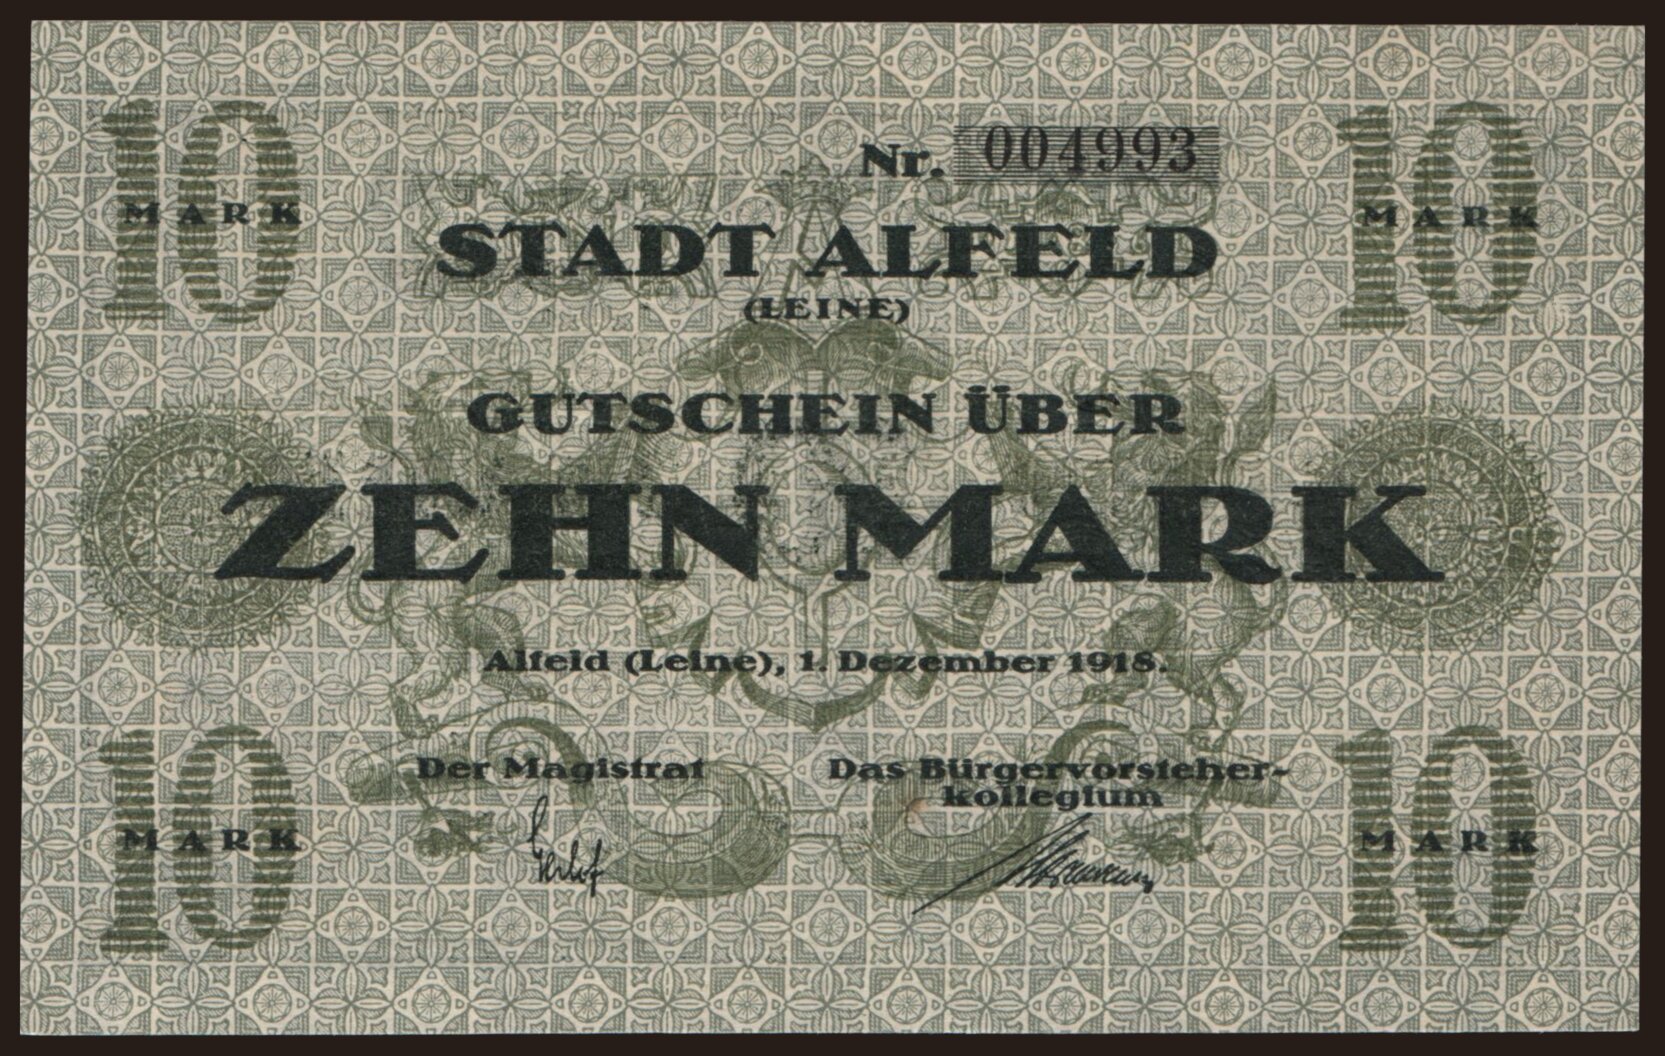 10 MARK
10 MARK
Nr. 004993
STADT ALFELD
(LEINE)
GUTSCHEIN ÜBER
ZEHN MARK
Alfeld (Leine), 1. Dezember 1918.
Der Magistrat
Das Bürgervorsteher-
kollegium
10 MARK
10 MARK